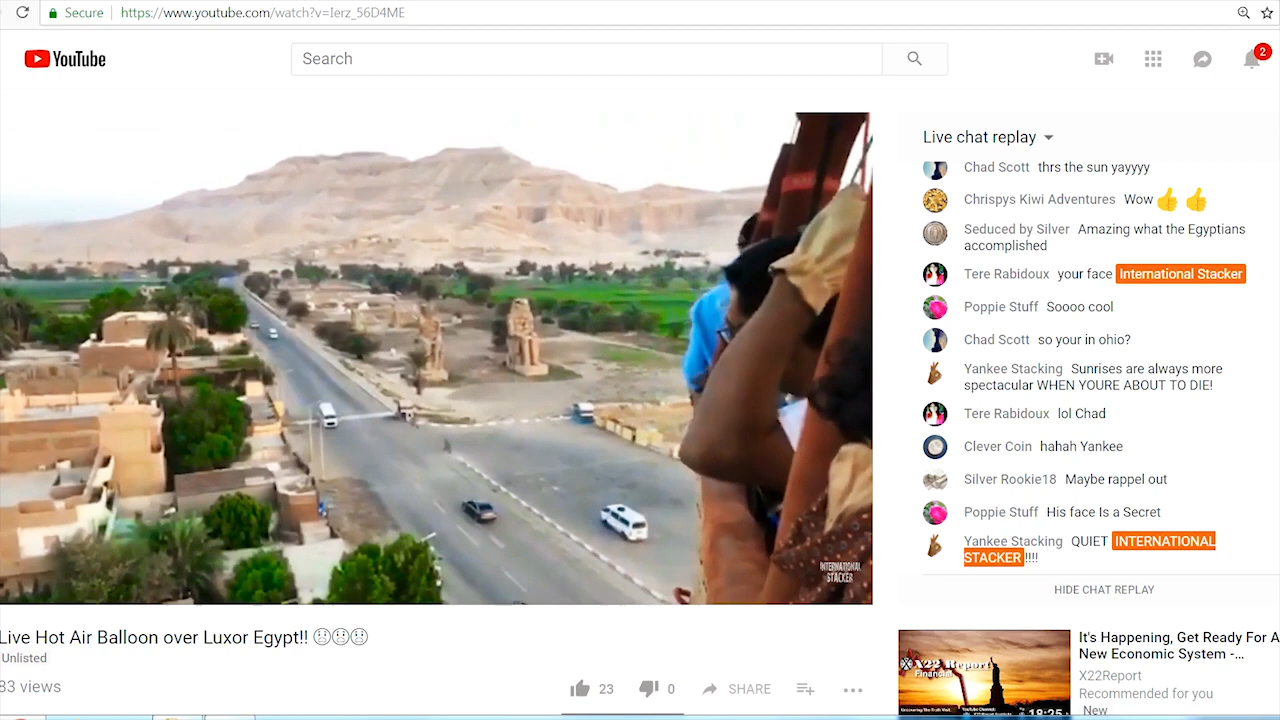 Secure https://www.youtube.com/watch?v=Ierz_56D4ME
YouTube
Search
2
Live chat replay
Chad Scott thrs the sun yayyyy
Chrispys Kiwi Adventures Wow
Seduced by Silver Amazing what the Egyptians
accomplished
Tere Rabidoux your face International Stacker
Poppie Stuff Soooo cool
Chad Scott so your in ohio?
Yankee Stacking Sunrises are always more
spectacular WHEN YOURE ABOUT TO DIE!
Tere Rabidoux lol Chad
Clever Coin hahah Yankee
Silver Rookie18 Maybe rappel out
Poppie Stuff His face Is a Secret
Yankee Stacking QUIET INTERNATIONAL
STACKER !!!!
HIDE CHAT REPLAY
INTERNATIONAL
STACKER
Live Hot Air Balloon over Luxor Egypt!!
Unlisted
83 views
23 0 SHARE
X22 Report
Financial
18:25
It's Happening, Get Ready For A
New Economic System -...
X22Report
Recommended for you
New